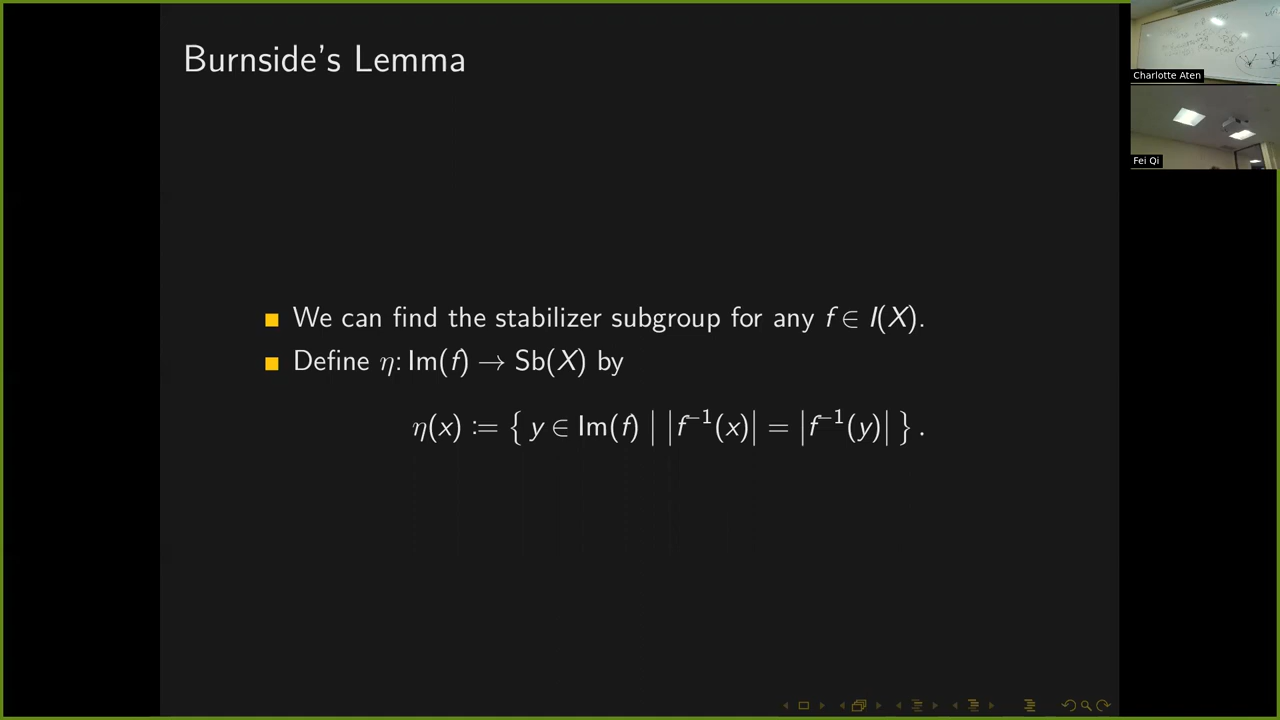 Burnside's Lemma
We can find the stabilizer subgroup for any f ∈ I(X).
Define η: Im(f) → Sb(X) by
η(x) := { y ∈ Im(f) | |f⁻¹(x)| = |f⁻¹(y)| } .
Charlotte Aten
Fei Qi